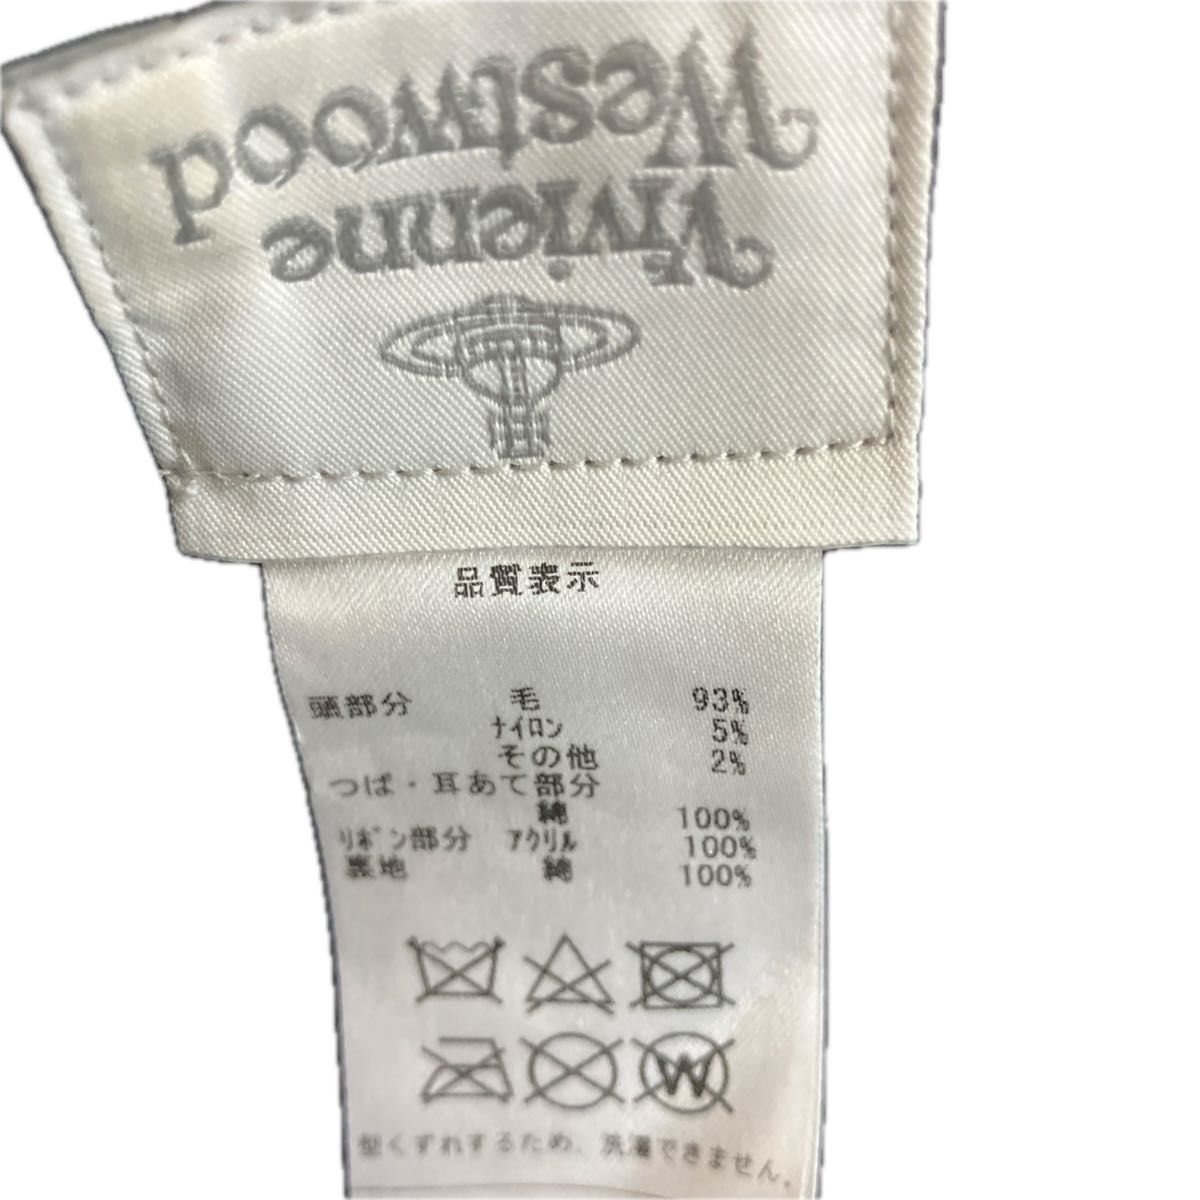 Vivienne
Westwood
品質表示
頭部分 毛 93%
ナイロン 5%
その他 2%
つば・耳あて部分
綿 100%
リボン部分 アクリル 100%
裏地 綿 100%
W
型くずれするため、洗濯できません。